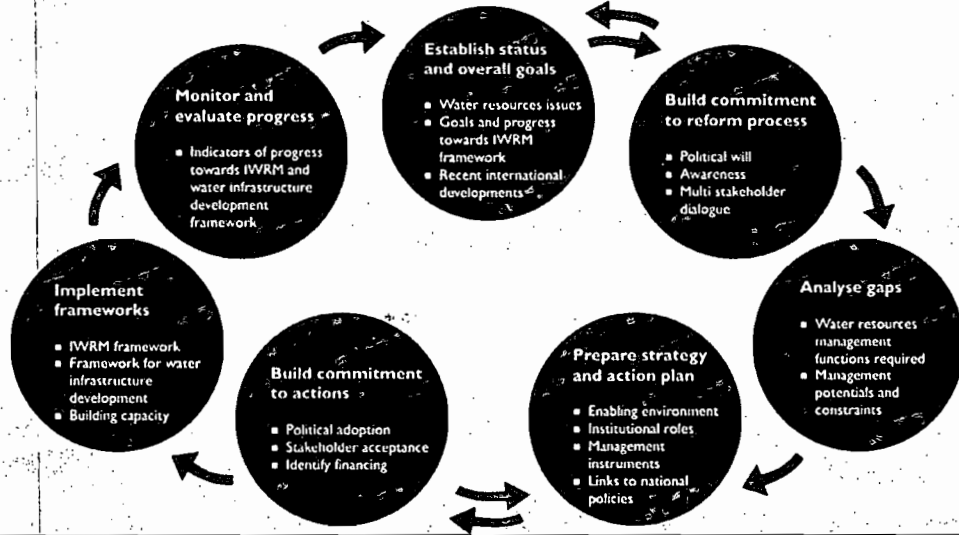 Establish status
and overall goals
■ Water resources issues
■ Goals and progress
towards IWRM
framework
■ Recent international
developments
Build commitment
to reform process
■ Political will
■ Awareness
■ Multi stakeholder
dialogue
Analyse gaps
■ Water resources
management
functions required
■ Management
potentials and
constraints
Prepare strategy
and action plan
■ Enabling environment
■ Institutional roles
■ Management
instruments
■ Links to national
policies
Build commitment
to actions
■ Political adoption
■ Stakeholder acceptance
■ Identify financing
Implement
frameworks
■ IWRM framework
■ Framework for water
infrastructure
development
■ Building capacity
Monitor and
evaluate progress
■ Indicators of progress
towards IWRM and
water infrastructure
development
framework